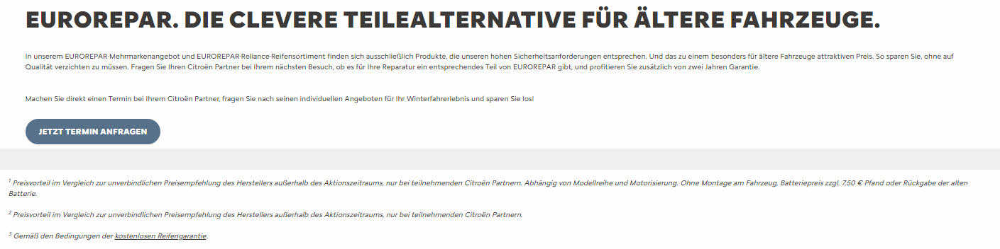 EUROREPAR. DIE CLEVERE TEILEALTERNATIVE FÜR ÄLTERE FAHRZEUGE.
In unserem EUROREPAR-Mehrmarkenangebot und EUROREPAR-Reliance-Reifensortiment finden sich ausschließlich Produkte, die unseren hohen Sicherheitsanforderungen entsprechen. Und das zu einem besonders für ältere Fahrzeuge attraktiven Preis. So sparen Sie, ohne auf
Qualität verzichten zu müssen. Fragen Sie Ihren Citroën Partner bei Ihrem nächsten Besuch, ob es für Ihre Reparatur ein entsprechendes Teil von EUROREPAR gibt, und profitieren Sie zusätzlich von zwei Jahren Garantie.
Machen Sie direkt einen Termin bei Ihrem Citroën Partner, fragen Sie nach seinen individuellen Angeboten für Ihr Winterfahrerlebnis und sparen Sie los!
JETZT TERMIN ANFRAGEN
1 Preisvorteil im Vergleich zur unverbindlichen Preisempfehlung des Herstellers außerhalb des Aktionszeitraums, nur bei teilnehmenden Citroën Partnern. Abhängig von Modellreihe und Motorisierung. Ohne Montage am Fahrzeug, Batteriepreis zzgl. 7,50 € Pfand oder Rückgabe der alten
Batterie.
2 Preisvorteil im Vergleich zur unverbindlichen Preisempfehlung des Herstellers außerhalb des Aktionszeitraums, nur bei teilnehmenden Citroën Partnern.
3 Gemäß den Bedingungen der kostenlosen Reifengarantie.